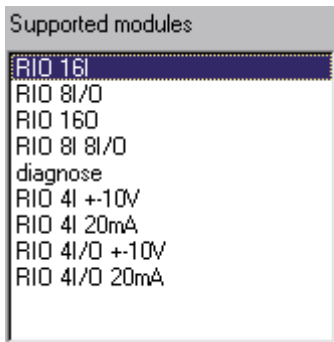 Supported modules
RIO 16I
RIO 8I/O
RIO 16O
RIO 8I 8I/O
diagnose
RIO 4I +-10V
RIO 4I 20mA
RIO 4I/O +-10V
RIO 4I/O 20mA